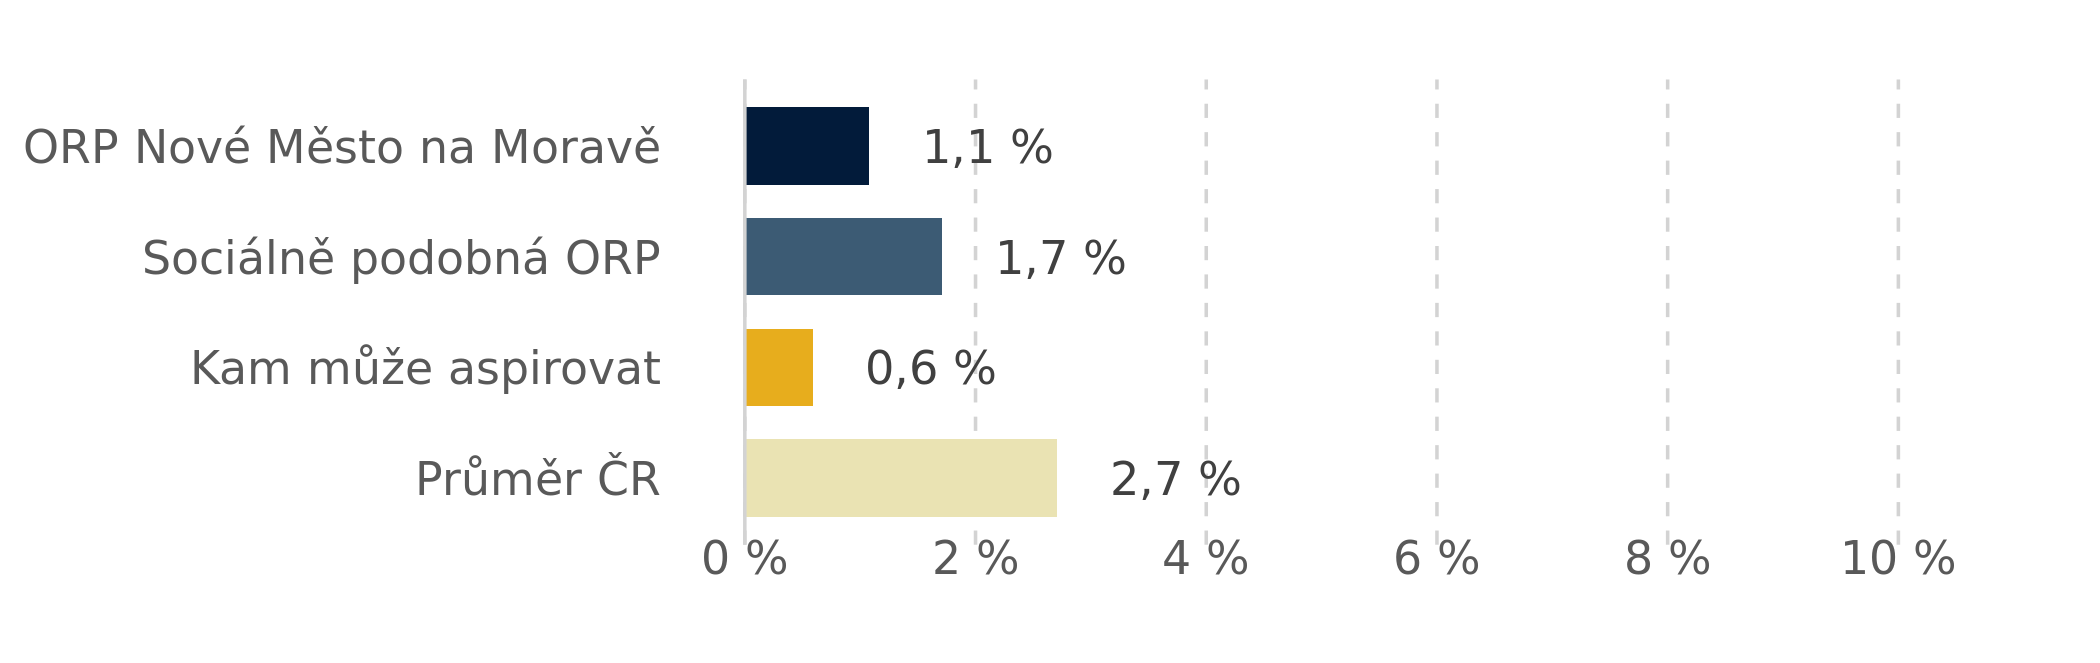 ORP Nové Město na Moravě 1,1 %
Sociálně podobná ORP 1,7 %
Kam může aspirovat 0,6 %
Průměr ČR 2,7 %
0 % 2 % 4 % 6 % 8 % 10 %